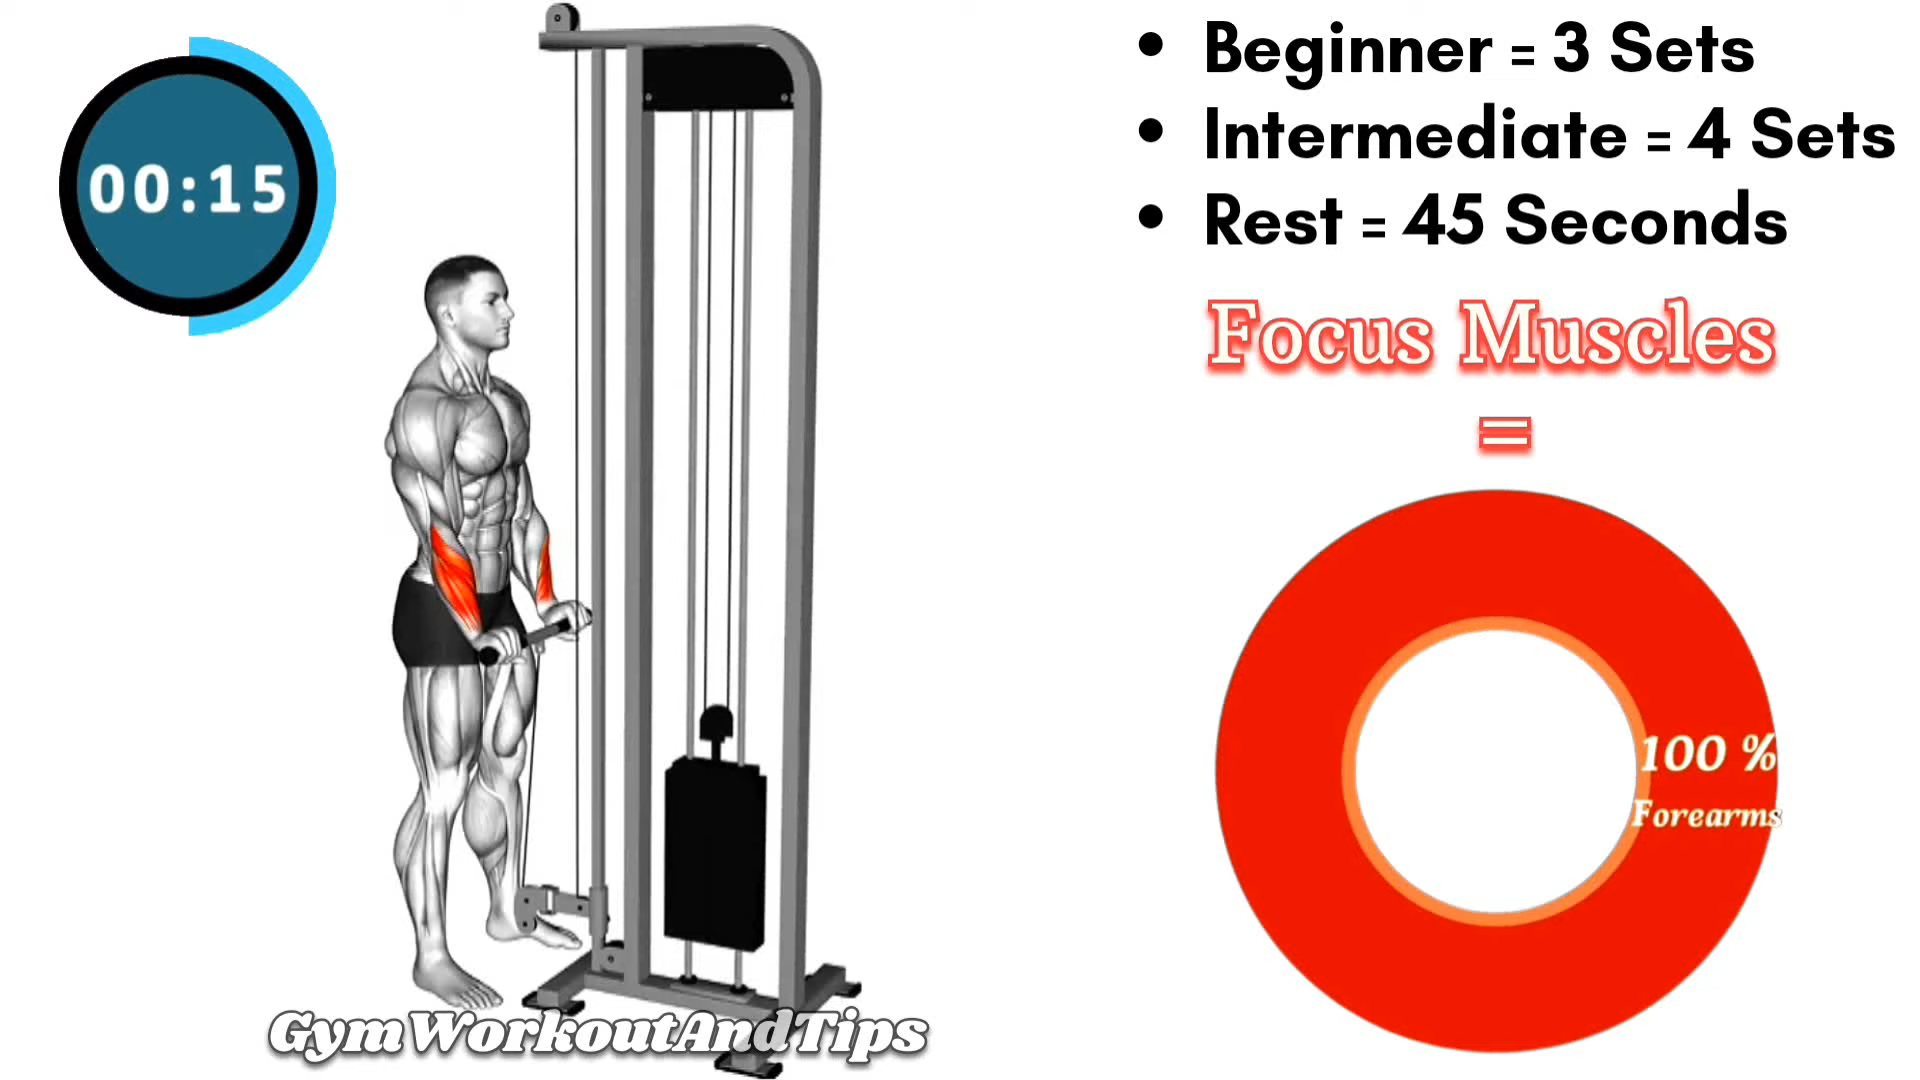 00:15
• Beginner = 3 Sets
• Intermediate = 4 Sets
• Rest = 45 Seconds
Focus Muscles
=
100 %
Forearms
GymWorkoutAndTips